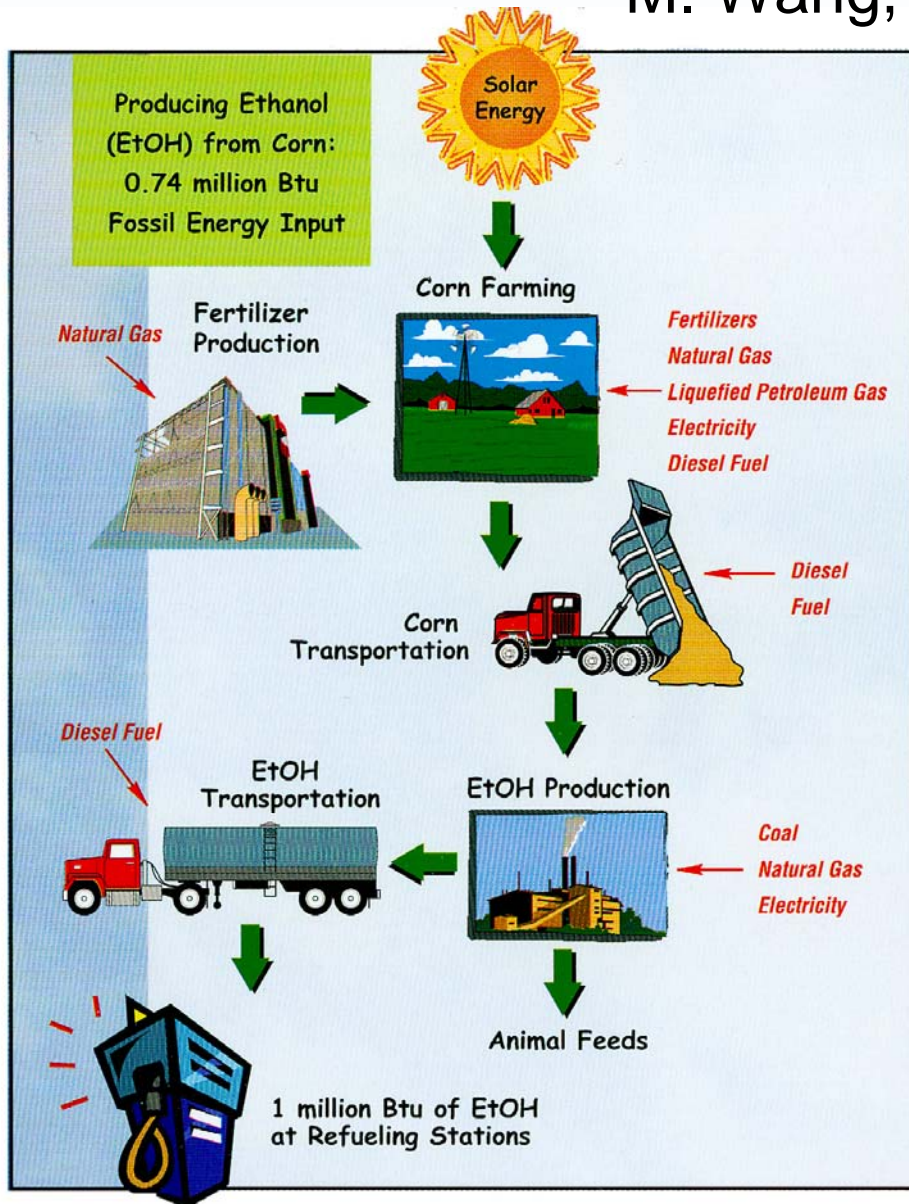 M. Wang,
Producing Ethanol
(EtOH) from Corn:
0.74 million Btu
Fossil Energy Input
Solar
Energy
Corn Farming
Fertilizer
Production
Natural Gas
Fertilizers
Natural Gas
Liquefied Petroleum Gas
Electricity
Diesel Fuel
Corn
Transportation
Diesel
Fuel
Diesel Fuel
EtOH
Transportation
EtOH Production
Coal
Natural Gas
Electricity
Animal Feeds
1 million Btu of EtOH
at Refueling Stations